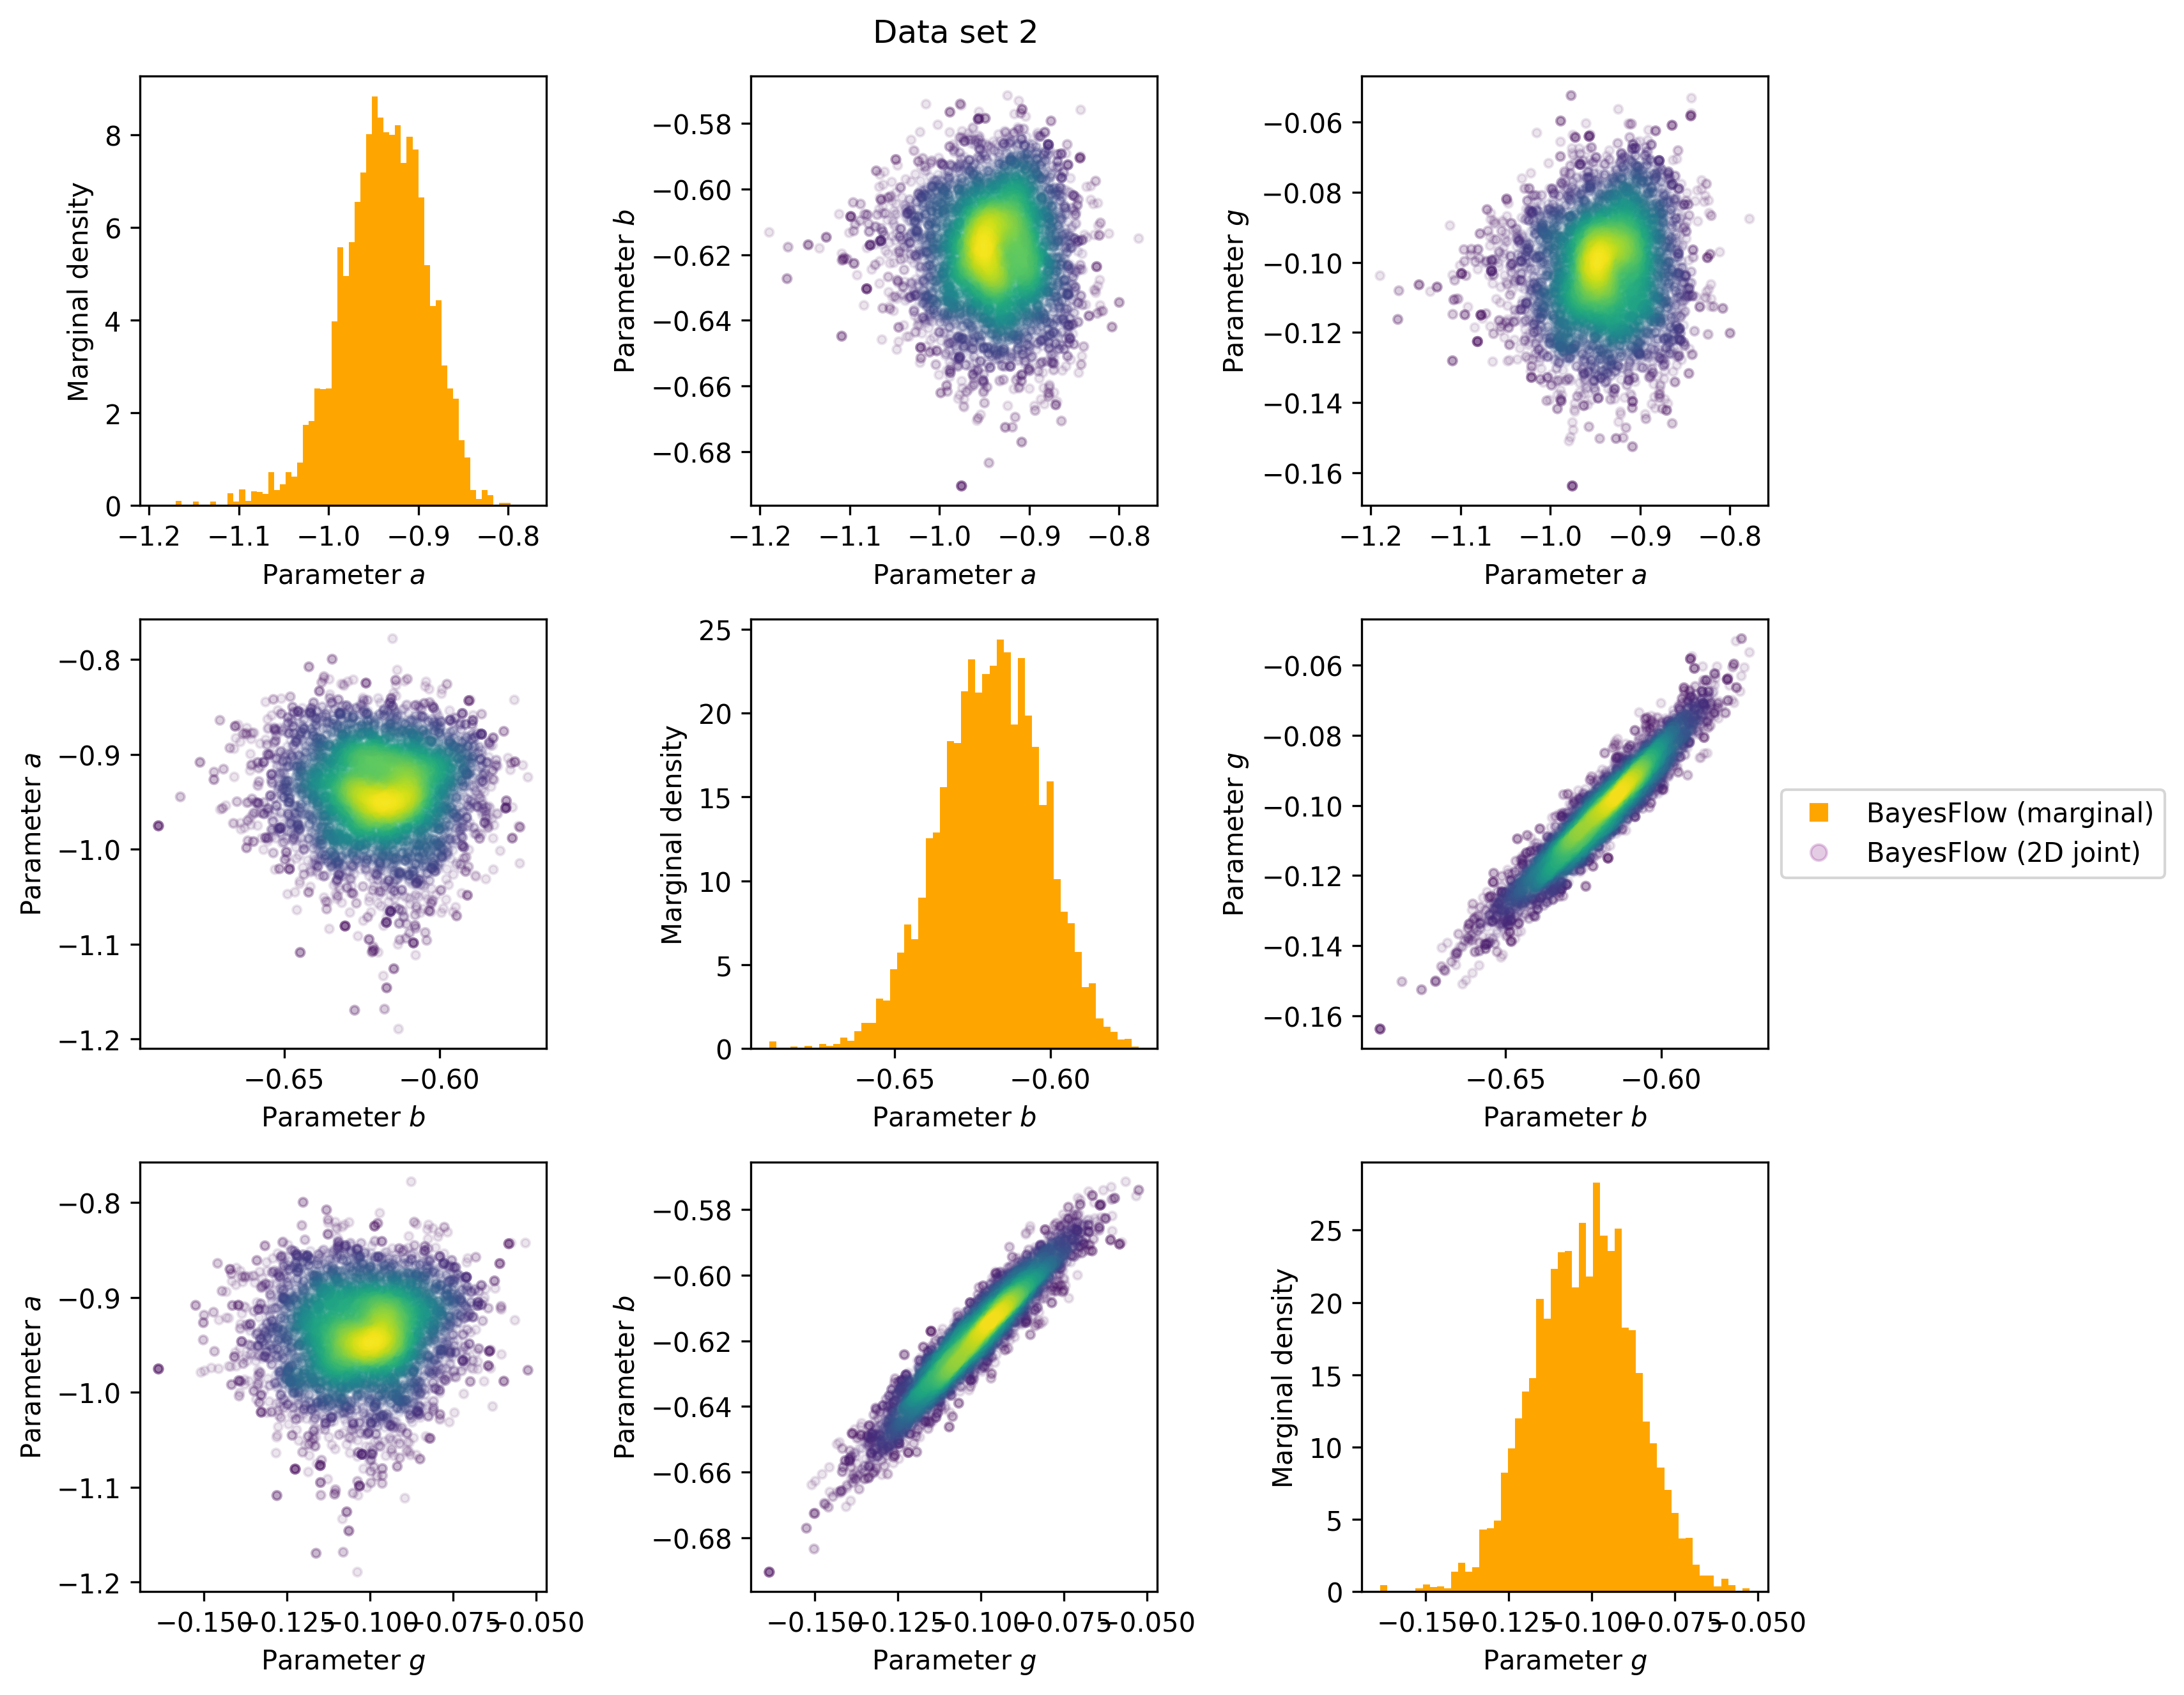 Data set 2
Marginal density
8
6
4
2
0
−1.2 −1.1 −1.0 −0.9 −0.8
Parameter a
Parameter b
−0.58
−0.60
−0.62
−0.64
−0.66
−0.68
−1.2 −1.1 −1.0 −0.9 −0.8
Parameter a
Parameter g
−0.06
−0.08
−0.10
−0.12
−0.14
−0.16
−1.2 −1.1 −1.0 −0.9 −0.8
Parameter a
Parameter a
−0.8
−0.9
−1.0
−1.1
−1.2
−0.65 −0.60
Parameter b
Marginal density
25
20
15
10
5
0
−0.65 −0.60
Parameter b
Parameter g
−0.06
−0.08
−0.10
−0.12
−0.14
−0.16
−0.65 −0.60
Parameter b
BayesFlow (marginal)
BayesFlow (2D joint)
Parameter a
−0.8
−0.9
−1.0
−1.1
−1.2
−0.150 −0.125 −0.100 −0.075 −0.050
Parameter g
Parameter b
−0.58
−0.60
−0.62
−0.64
−0.66
−0.68
−0.150 −0.125 −0.100 −0.075 −0.050
Parameter g
Marginal density
25
20
15
10
5
0
−0.150 −0.125 −0.100 −0.075 −0.050
Parameter g